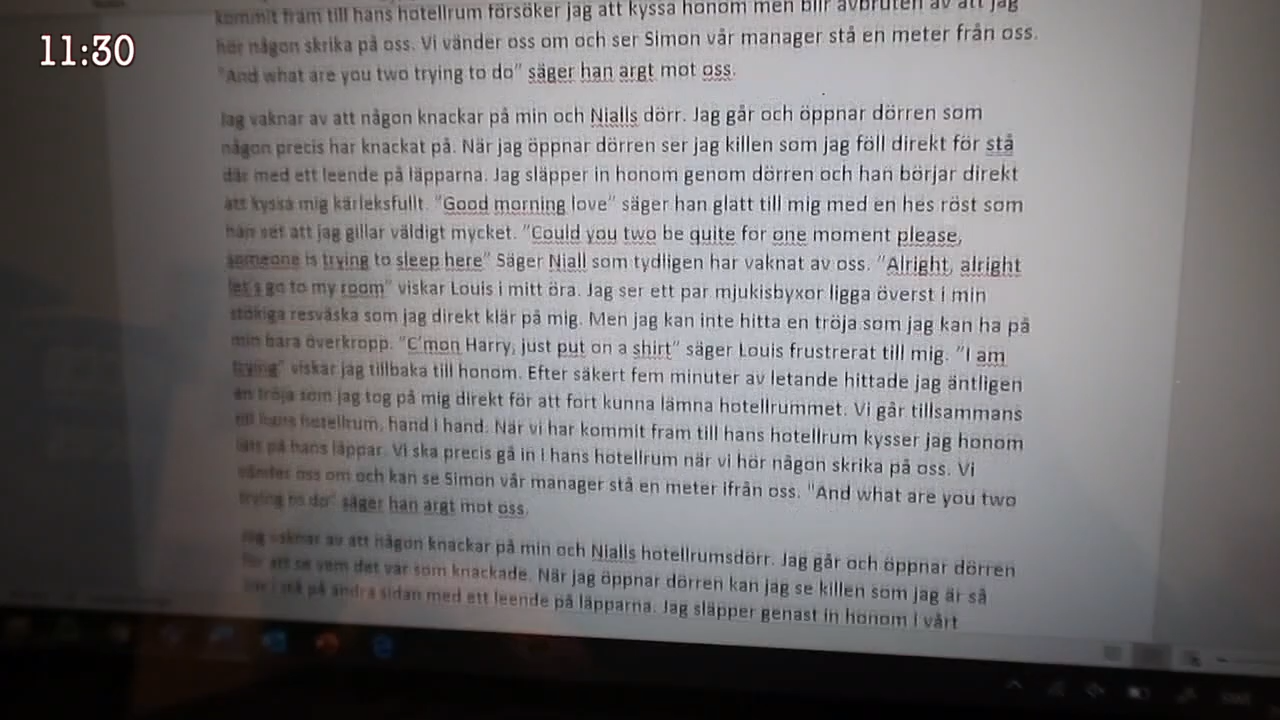 11:30
kommit fram till hans hotellrum försöker jag att kyssa honom men blir avbruten av att jag
hör någon skrika på oss. Vi vänder oss om och ser Simon vår manager stå en meter från oss.
"And what are you two trying to do" säger han argt mot oss.
Jag vaknar av att någon knackar på min och Nialls dörr. Jag går och öppnar dörren som
någon precis har knackat på. När jag öppnar dörren ser jag killen som jag föll direkt för stå
där med ett leende på läpparna. Jag släpper in honom genom dörren och han börjar direkt
att kyssa mig kärleksfullt. "Good morning love" säger han glatt till mig med en hes röst som
han vet att jag gillar väldigt mycket. "Could you two be quite for one moment please,
someone is trying to sleep here" Säger Niall som tydligen har vaknat av oss. "Alright, alright
let's go to my room" viskar Louis i mitt öra. Jag ser ett par mjukisbyxor ligga överst i min
stökiga resväska som jag direkt klär på mig. Men jag kan inte hitta en tröja som jag kan ha på
min bara överkropp. "C'mon Harry, just put on a shirt" säger Louis frustrerat till mig. "I am
trying" viskar jag tillbaka till honom. Efter säkert fem minuter av letande hittade jag äntligen
en tröja som jag tog på mig direkt för att fort kunna lämna hotellrummet. Vi går tillsammans
till hans hotellrum, hand i hand. När vi har kommit fram till hans hotellrum kysser jag honom
lätt på hans läppar. Vi ska precis gå in i hans hotellrum när vi hör någon skrika på oss. Vi
vänder oss om och kan se Simon vår manager stå en meter ifrån oss. "And what are you two
trying to do" säger han argt mot oss.
Jag vaknar av att någon knackar på min och Nialls hotellrumsdörr. Jag går och öppnar dörren
för att se vem det var som knackade. När jag öppnar dörren kan jag se killen som jag är så
kär i stå på andra sidan med ett leende på läpparna. Jag släpper genast in honom i vårt